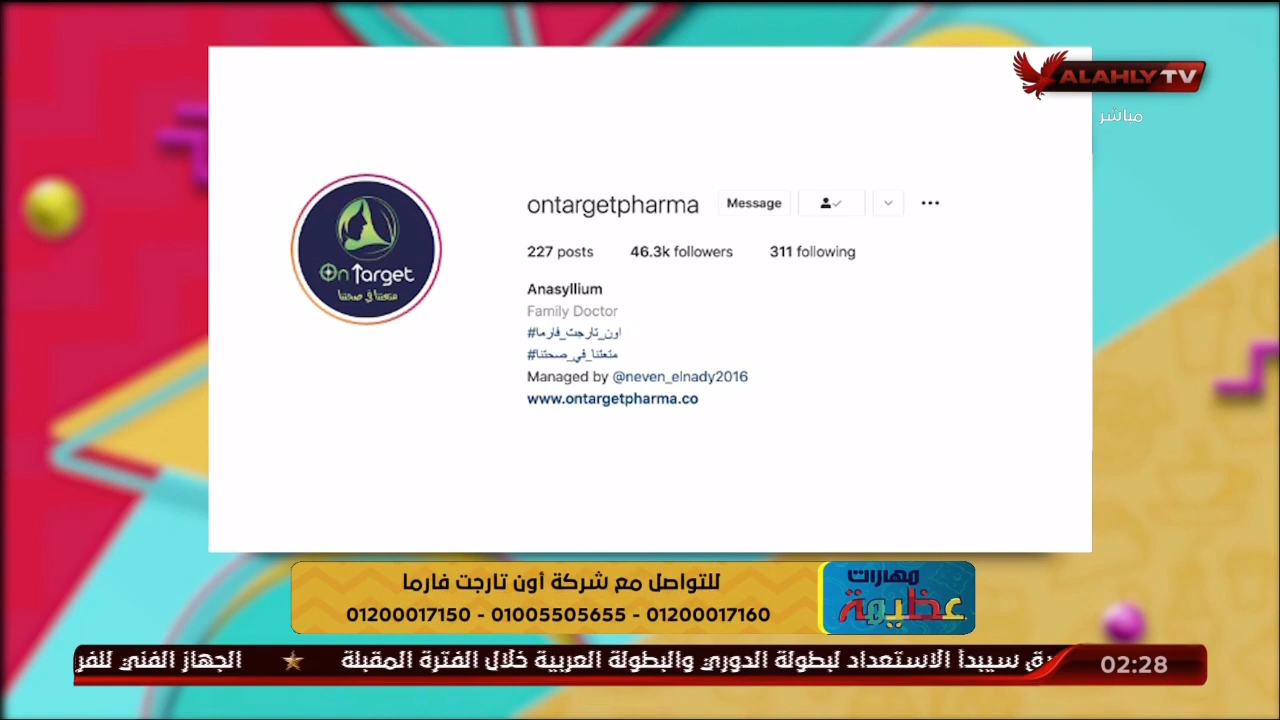 ALAHLY TV
مباشر
ontargetpharma Message
227 posts 46.3k followers 311 following
On Target
متعتنا في صحتنا
Anasyllium
Family Doctor
#اون_تارجت_فارما
#متعتنا_في_صحتنا
Managed by @neven_elnady2016
www.ontargetpharma.co
مهارات
عظيمة
للتواصل مع شركة أون تارجت فارما
01200017150 - 01005505655 - 01200017160
ق سيبدأ الاستعداد لبطولة الدوري والبطولة العربية خلال الفترة المقبلة ★ الجهاز الفني للفر
02:28